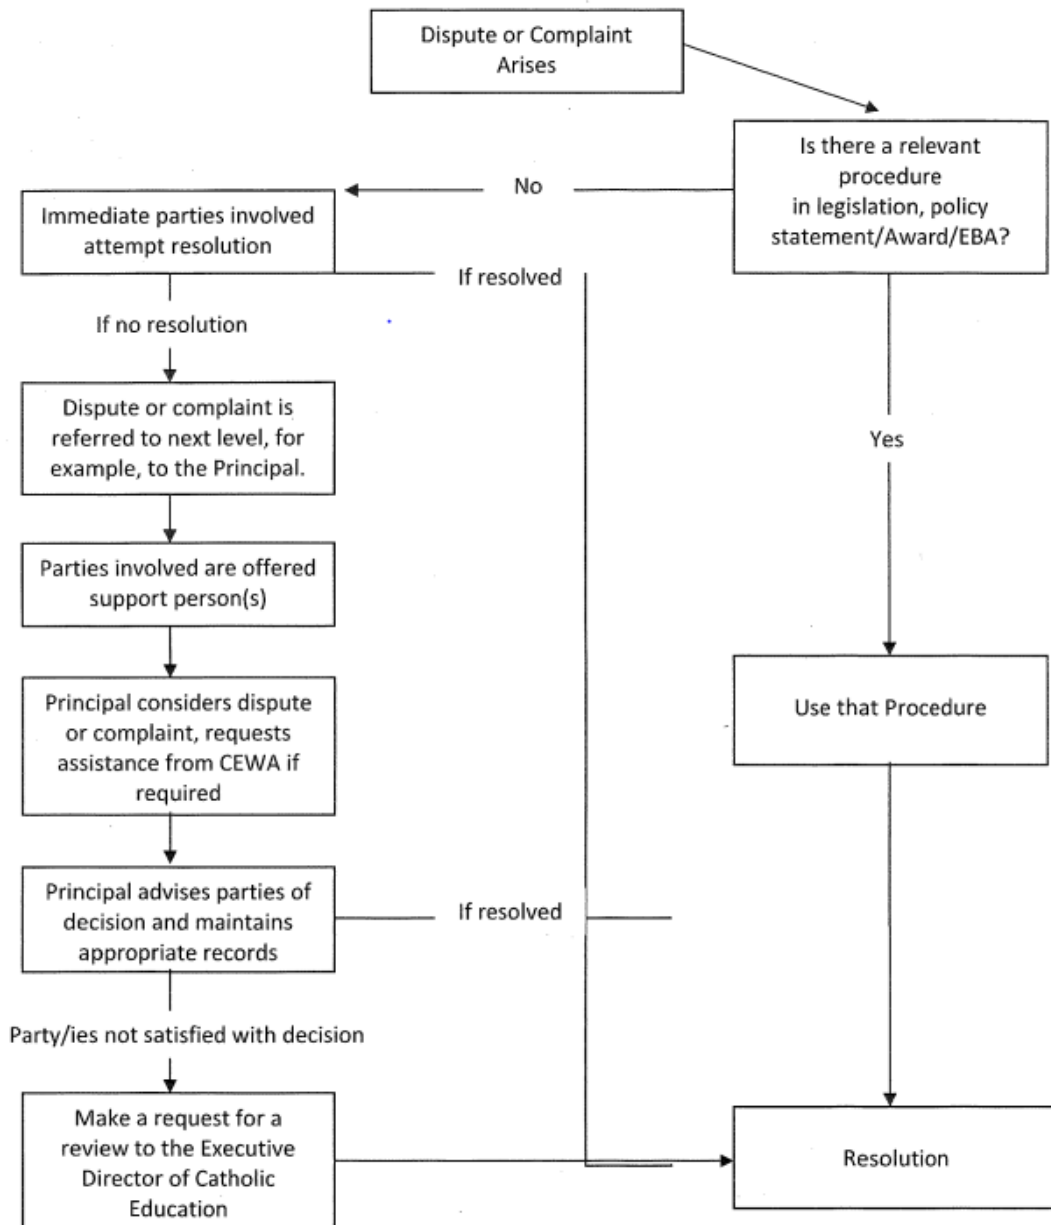 Dispute or Complaint
Arises
Is there a relevant
procedure
in legislation, policy
statement/Award/EBA?
No
Immediate parties involved
attempt resolution
If resolved
If no resolution
Dispute or complaint is
referred to next level, for
example, to the Principal.
Yes
Parties involved are offered
support person(s)
Principal considers dispute
or complaint, requests
assistance from CEWA if
required
Use that Procedure
Principal advises parties of
decision and maintains
appropriate records
If resolved
Party/ies not satisfied with decision
Make a request for a
review to the Executive
Director of Catholic
Education
Resolution